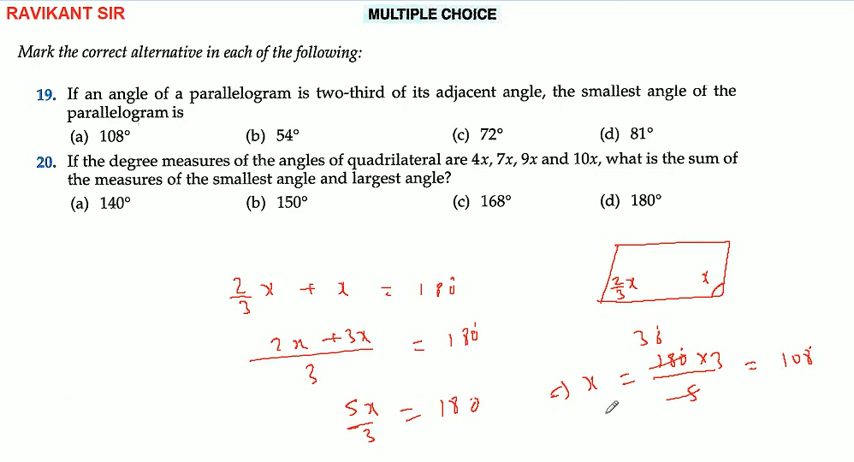 RAVIKANT SIR
MULTIPLE CHOICE
Mark the correct alternative in each of the following:
19. If an angle of a parallelogram is two-third of its adjacent angle, the smallest angle of the
parallelogram is
(a) 108° (b) 54° (c) 72° (d) 81°
20. If the degree measures of the angles of quadrilateral are 4x, 7x, 9x and 10x, what is the sum of
the measures of the smallest angle and largest angle?
(a) 140° (b) 150° (c) 168° (d) 180°
2/3 x + x = 180°
2/3 x x
(2x + 3x)/3 = 180°
5x/3 = 180
36
=> x = (180° × 3)/5 = 108°